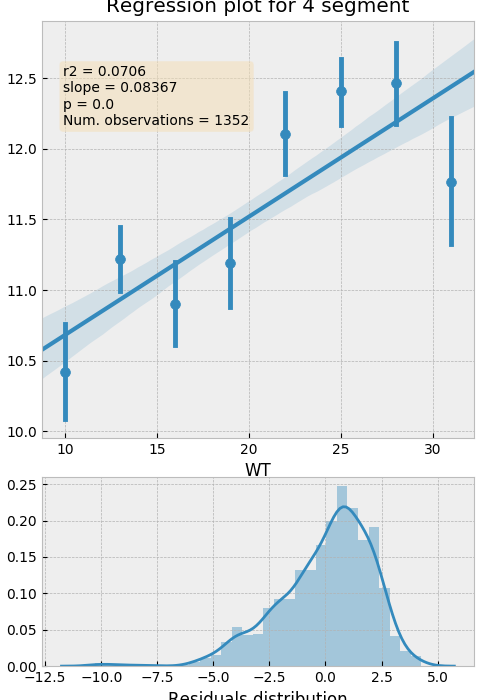 Regression plot for 4 segment
r2 = 0.0706
slope = 0.08367
p = 0.0
Num. observations = 1352
12.5
12.0
11.5
11.0
10.5
10.0
10 15 20 25 30
WT
0.25
0.20
0.15
0.10
0.05
0.00
−12.5 −10.0 −7.5 −5.0 −2.5 0.0 2.5 5.0
Residuals distribution